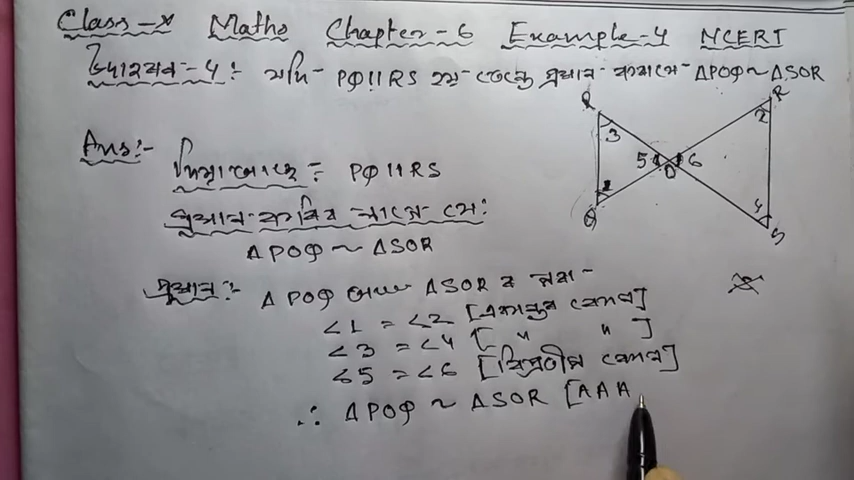 Class-X Maths Chapter-6 Example-4 NCERT
উদাহৰণ-4:- যদি- PQ||RS হয়- তেন্তে প্ৰমাণ- কৰাযে- ΔPOQ ~ ΔSOR
Ans:-
দিয়া আছে:- PQ||RS
প্ৰমাণ-কৰিব লাগে- যে:
ΔPOQ ~ ΔSOR
প্ৰমাণ:- ΔPOQ আৰু ΔSOR ৰ পৰা-
∠1 = ∠2 [একান্তৰ কোণ]
∠3 = ∠4 [ " " ]
∠5 = ∠6 [বিপ্ৰতীপ কোণ]
∴ ΔPOQ ~ ΔSOR [AAA
P
R
3
2
5
6
O
1
4
Q
S